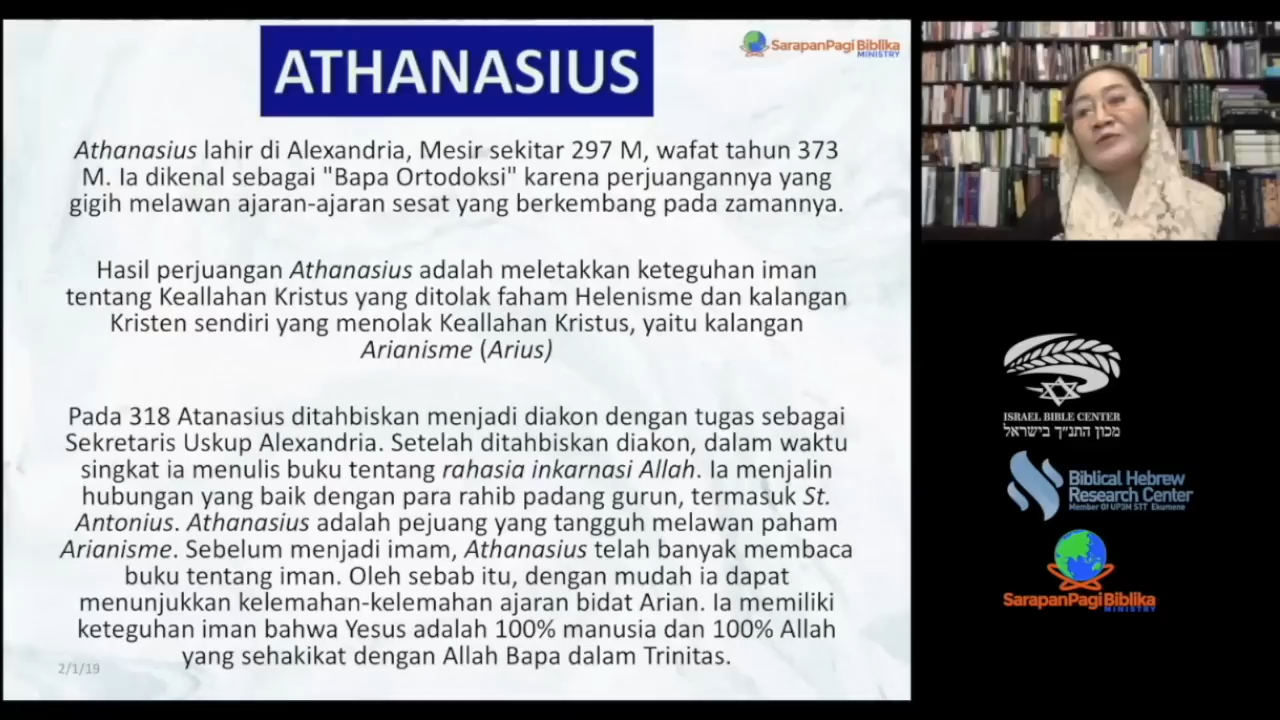 ATHANASIUS
SarapanPagi Biblika
MINISTRY
Athanasius lahir di Alexandria, Mesir sekitar 297 M, wafat tahun 373
M. Ia dikenal sebagai "Bapa Ortodoksi" karena perjuangannya yang
gigih melawan ajaran-ajaran sesat yang berkembang pada zamannya.
Hasil perjuangan Athanasius adalah meletakkan keteguhan iman
tentang Keallahan Kristus yang ditolak faham Helenisme dan kalangan
Kristen sendiri yang menolak Keallahan Kristus, yaitu kalangan
Arianisme (Arius)
Pada 318 Atanasius ditahbiskan menjadi diakon dengan tugas sebagai
Sekretaris Uskup Alexandria. Setelah ditahbiskan diakon, dalam waktu
singkat ia menulis buku tentang rahasia inkarnasi Allah. Ia menjalin
hubungan yang baik dengan para rahib padang gurun, termasuk St.
Antonius. Athanasius adalah pejuang yang tangguh melawan paham
Arianisme. Sebelum menjadi imam, Athanasius telah banyak membaca
buku tentang iman. Oleh sebab itu, dengan mudah ia dapat
menunjukkan kelemahan-kelemahan ajaran bidat Arian. Ia memiliki
keteguhan iman bahwa Yesus adalah 100% manusia dan 100% Allah
yang sehakikat dengan Allah Bapa dalam Trinitas.
2/1/19
ISRAEL BIBLE CENTER
מכון התנ״ך בישראל
Biblical Hebrew
Research Center
Member Of UP3M STT Ekumene
SarapanPagi Biblika
MINISTRY